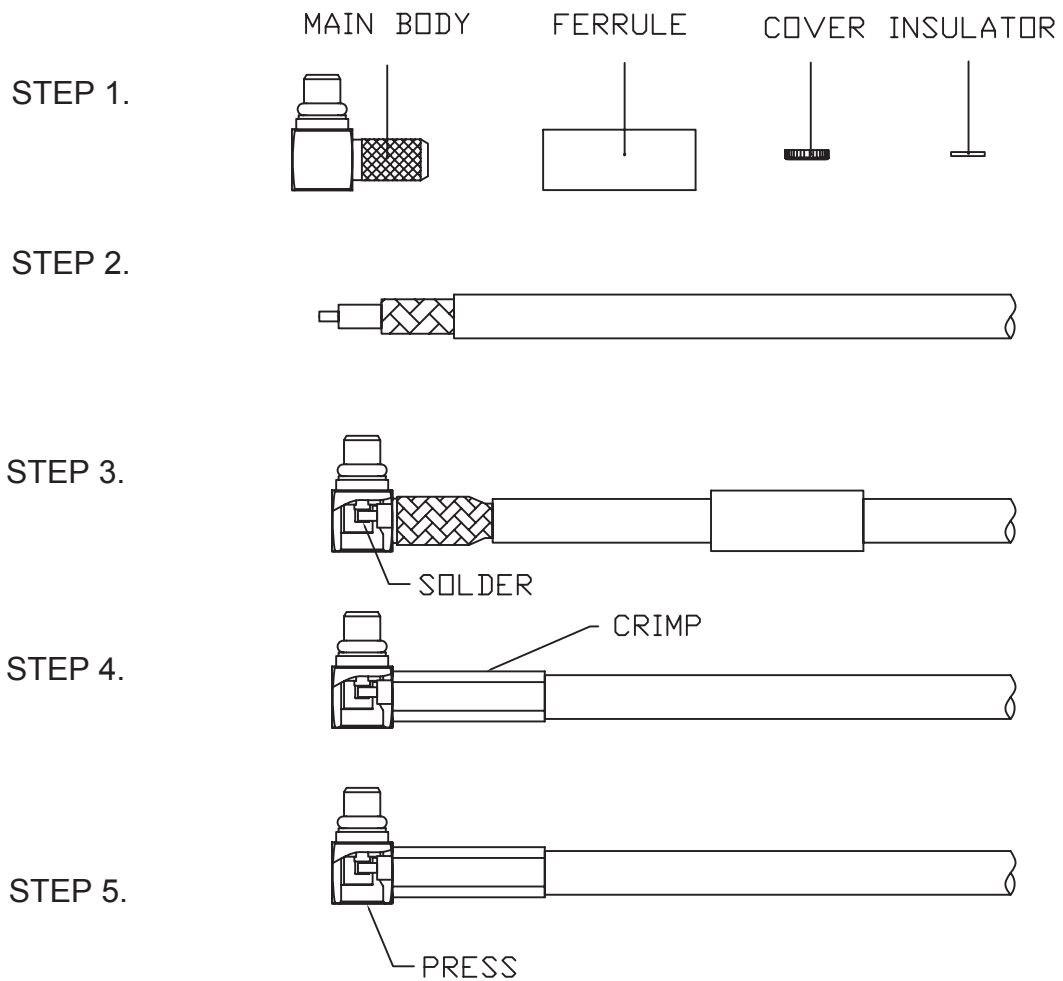 MAIN BODY FERRULE COVER INSULATOR
STEP 1.
STEP 2.
STEP 3.
SOLDER
CRIMP
STEP 4.
STEP 5.
PRESS